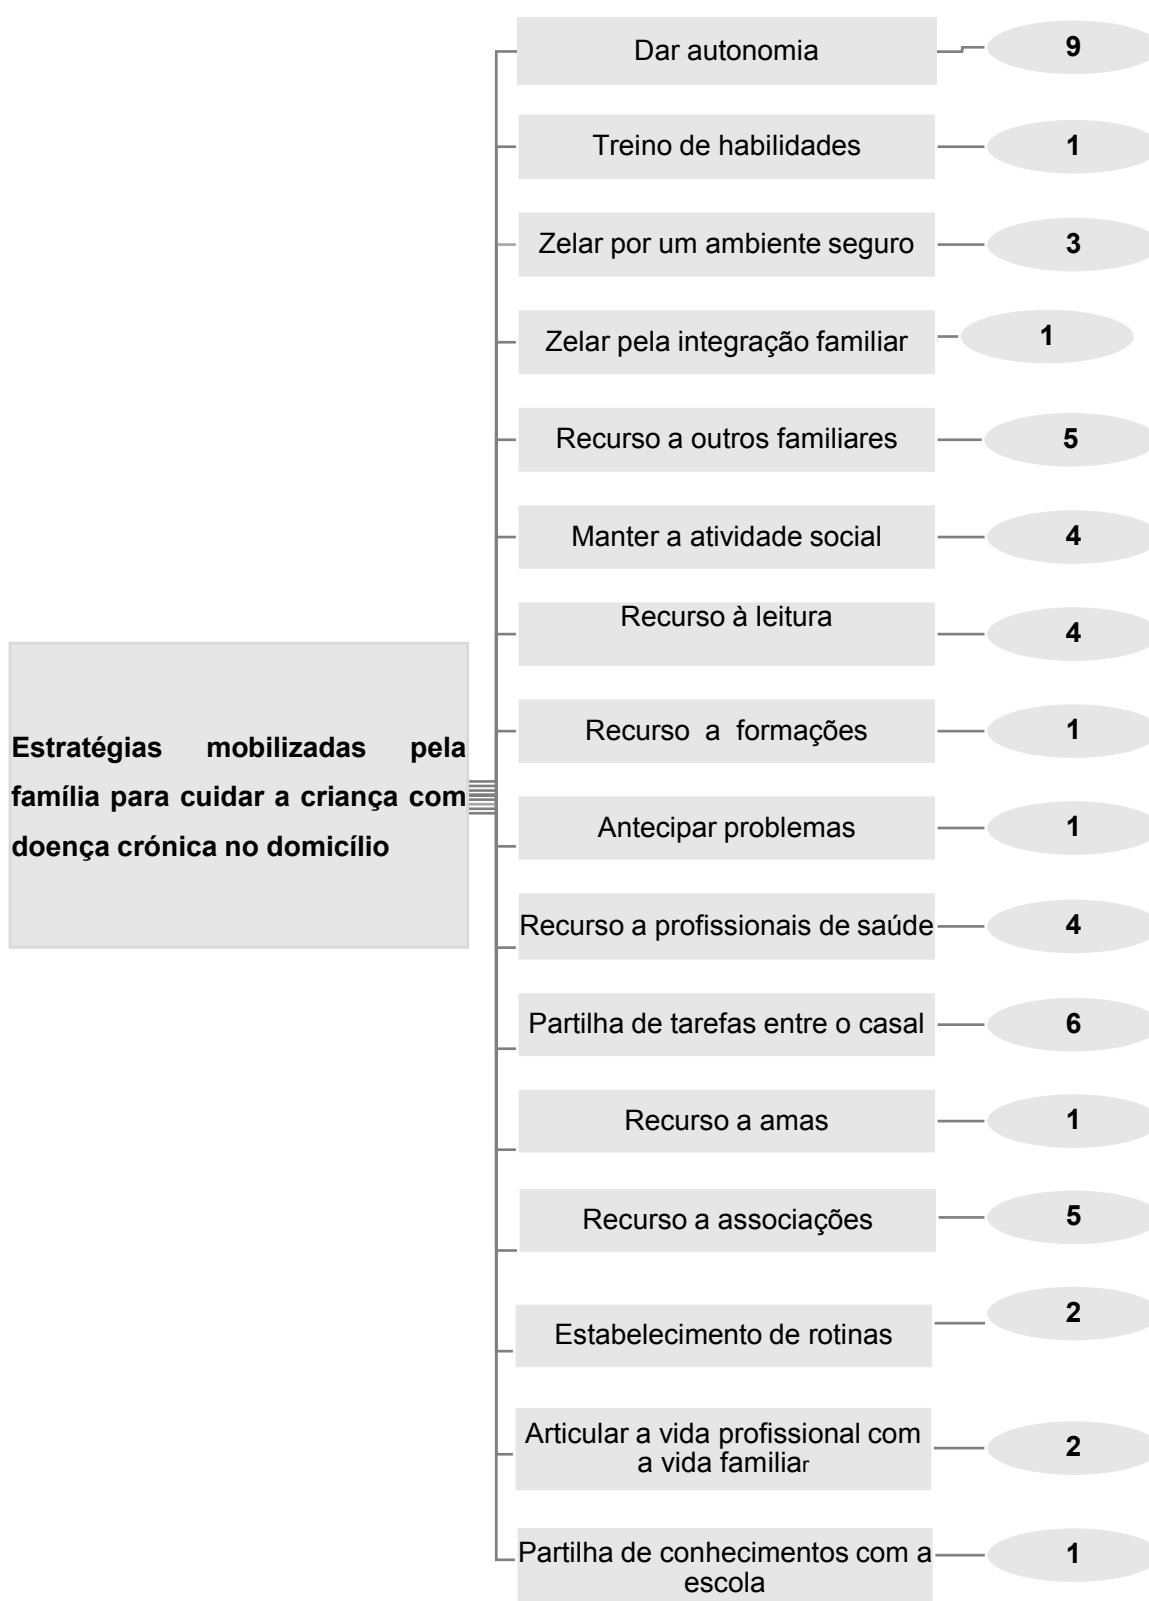 Dar autonomia
9
Treino de habilidades
1
Zelar por um ambiente seguro
3
Zelar pela integração familiar
1
Recurso a outros familiares
5
Manter a atividade social
4
Recurso à leitura
4
Estratégias mobilizadas pela
família para cuidar a criança com
doença crónica no domicílio
Recurso a formações
1
Antecipar problemas
1
Recurso a profissionais de saúde
4
Partilha de tarefas entre o casal
6
Recurso a amas
1
Recurso a associações
5
Estabelecimento de rotinas
2
Articular a vida profissional com
a vida familiar
2
Partilha de conhecimentos com a
escola
1